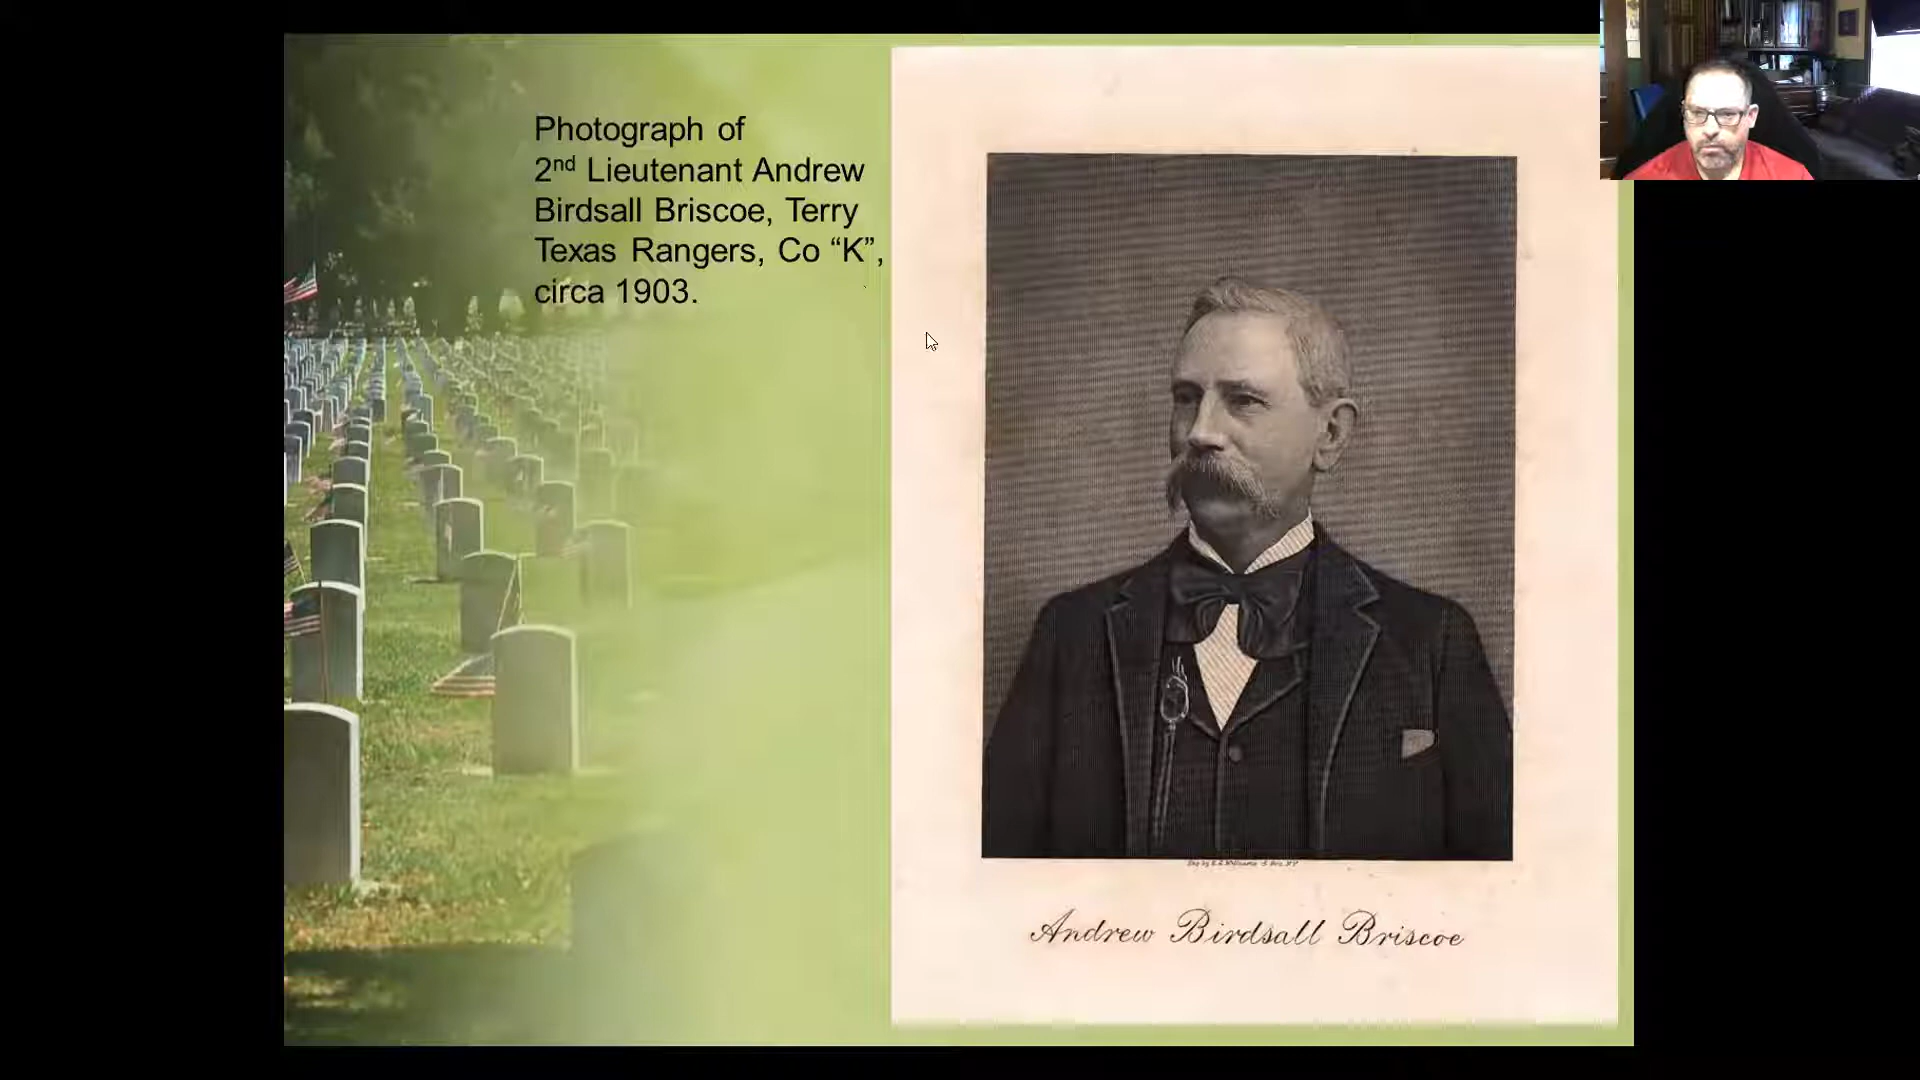 Photograph of
2nd Lieutenant Andrew
Birdsall Briscoe, Terry
Texas Rangers, Co “K”,
circa 1903.
Andrew Birdsall Briscoe